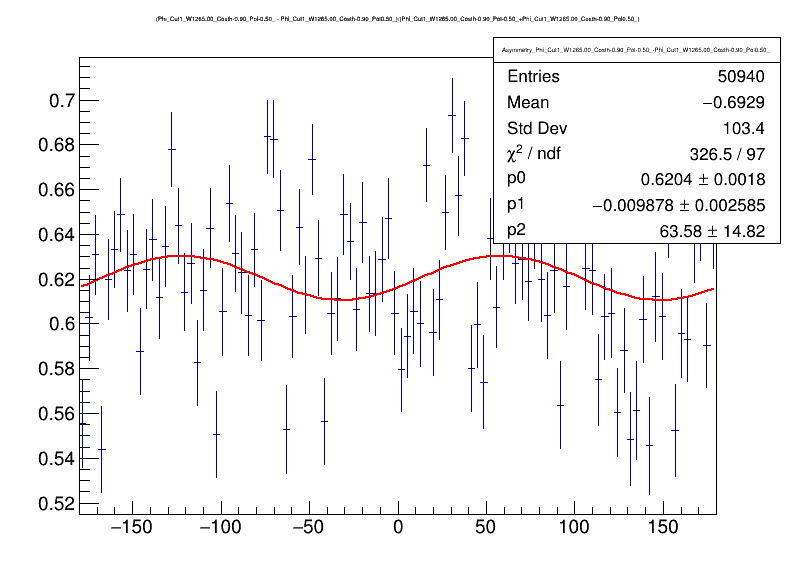 (Phi_Cut1_W1265.00_Costh-0.90_Pol-0.50_ - Phi_Cut1_W1265.00_Costh-0.90_Pol0.50_)/(Phi_Cut1_W1265.00_Costh-0.90_Pol-0.50_+Phi_Cut1_W1265.00_Costh-0.90_Pol0.50_)
Asymmetry_Phi_Cut1_W1265.00_Costh-0.90_Pol-0.50_-Phi_Cut1_W1265.00_Costh-0.90_Pol0.50_
Entries 50940
Mean −0.6929
Std Dev 103.4
χ² / ndf 326.5 / 97
p0 0.6204 ± 0.0018
p1 −0.009878 ± 0.002585
p2 63.58 ± 14.82
0.7
0.68
0.66
0.64
0.62
0.6
0.58
0.56
0.54
0.52
−150 −100 −50 0 50 100 150